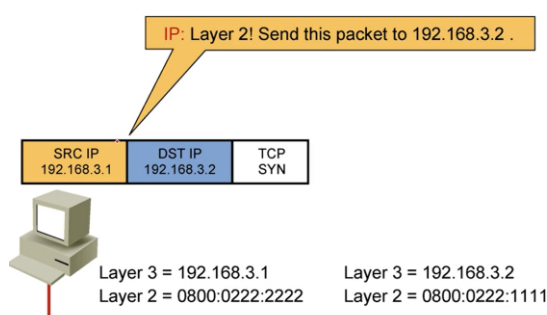 IP: Layer 2! Send this packet to 192.168.3.2 .
SRC IP
192.168.3.1
DST IP
192.168.3.2
TCP
SYN
Layer 3 = 192.168.3.1
Layer 2 = 0800:0222:2222
Layer 3 = 192.168.3.2
Layer 2 = 0800:0222:1111